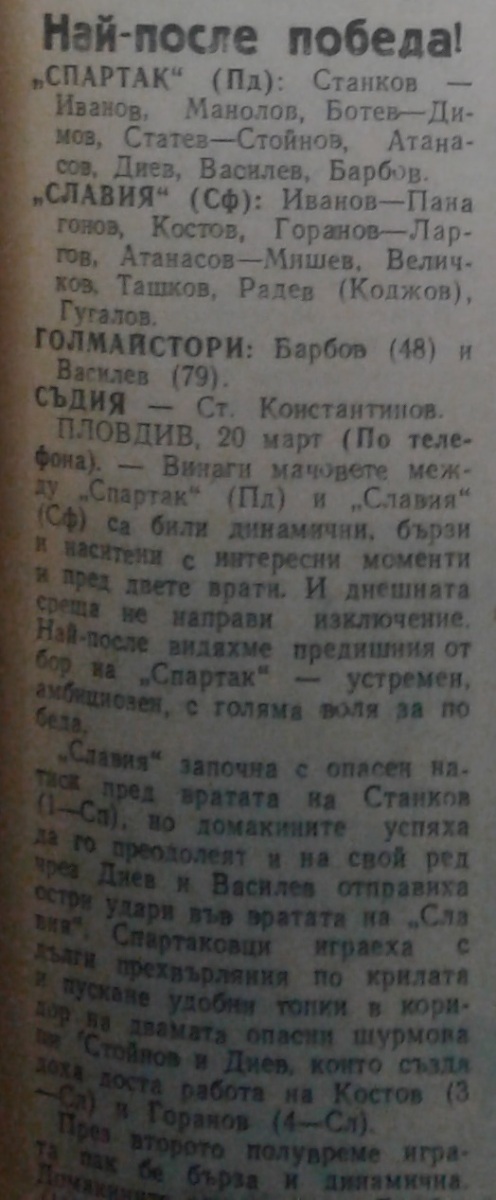 Най-после победа!
„СПАРТАК“ (Пд): Станков —
Иванов, Манолов, Ботев—Ди-
мов, Статев—Стойнов, Атана-
сов, Диев, Василев, Барбов.
„СЛАВИЯ“ (Сф): Иванов—Пана
гонов, Костов, Горанов—Лар-
гов, Атанасов—Мишев, Велич-
ков, Ташков, Радев (Коджов),
Гугалов.
ГОЛМАЙСТОРИ: Барбов (48) и
Василев (79).
СЪДИЯ — Ст. Константинов.
ПЛОВДИВ, 20 март (По теле-
фона). — Винаги мачовете меж-
ду „Спартак“ (Пд) и „Славия“
(Сф) са били динамични, бързи
и наситени с интересни моменти
и пред двете врати. И днешната
среща не направи изключение.
Най-после видяхме предишния от
бор на „Спартак“ — устремен,
амбициозен, с голяма воля за по
беда.
„Славия“ започна с опасен на-
тиск пред вратата на Станков
(1—Сп), но домакините успяха
да го преодолеят и на свой ред
чрез Диев и Василев отправиха
остри удари във вратата на „Сла
вия“. Спартаковци играеха с
дълги прехвърляния по крилата
и пускане удобни топки в кори-
дор на двамата опасни щурмова
ци Стойнов и Диев, които създа
доха доста работа на Костов (3
—Сл) и Горанов (4—Сл).
През второто полувреме игра-
та пак бе бърза и динамична.
Домакините